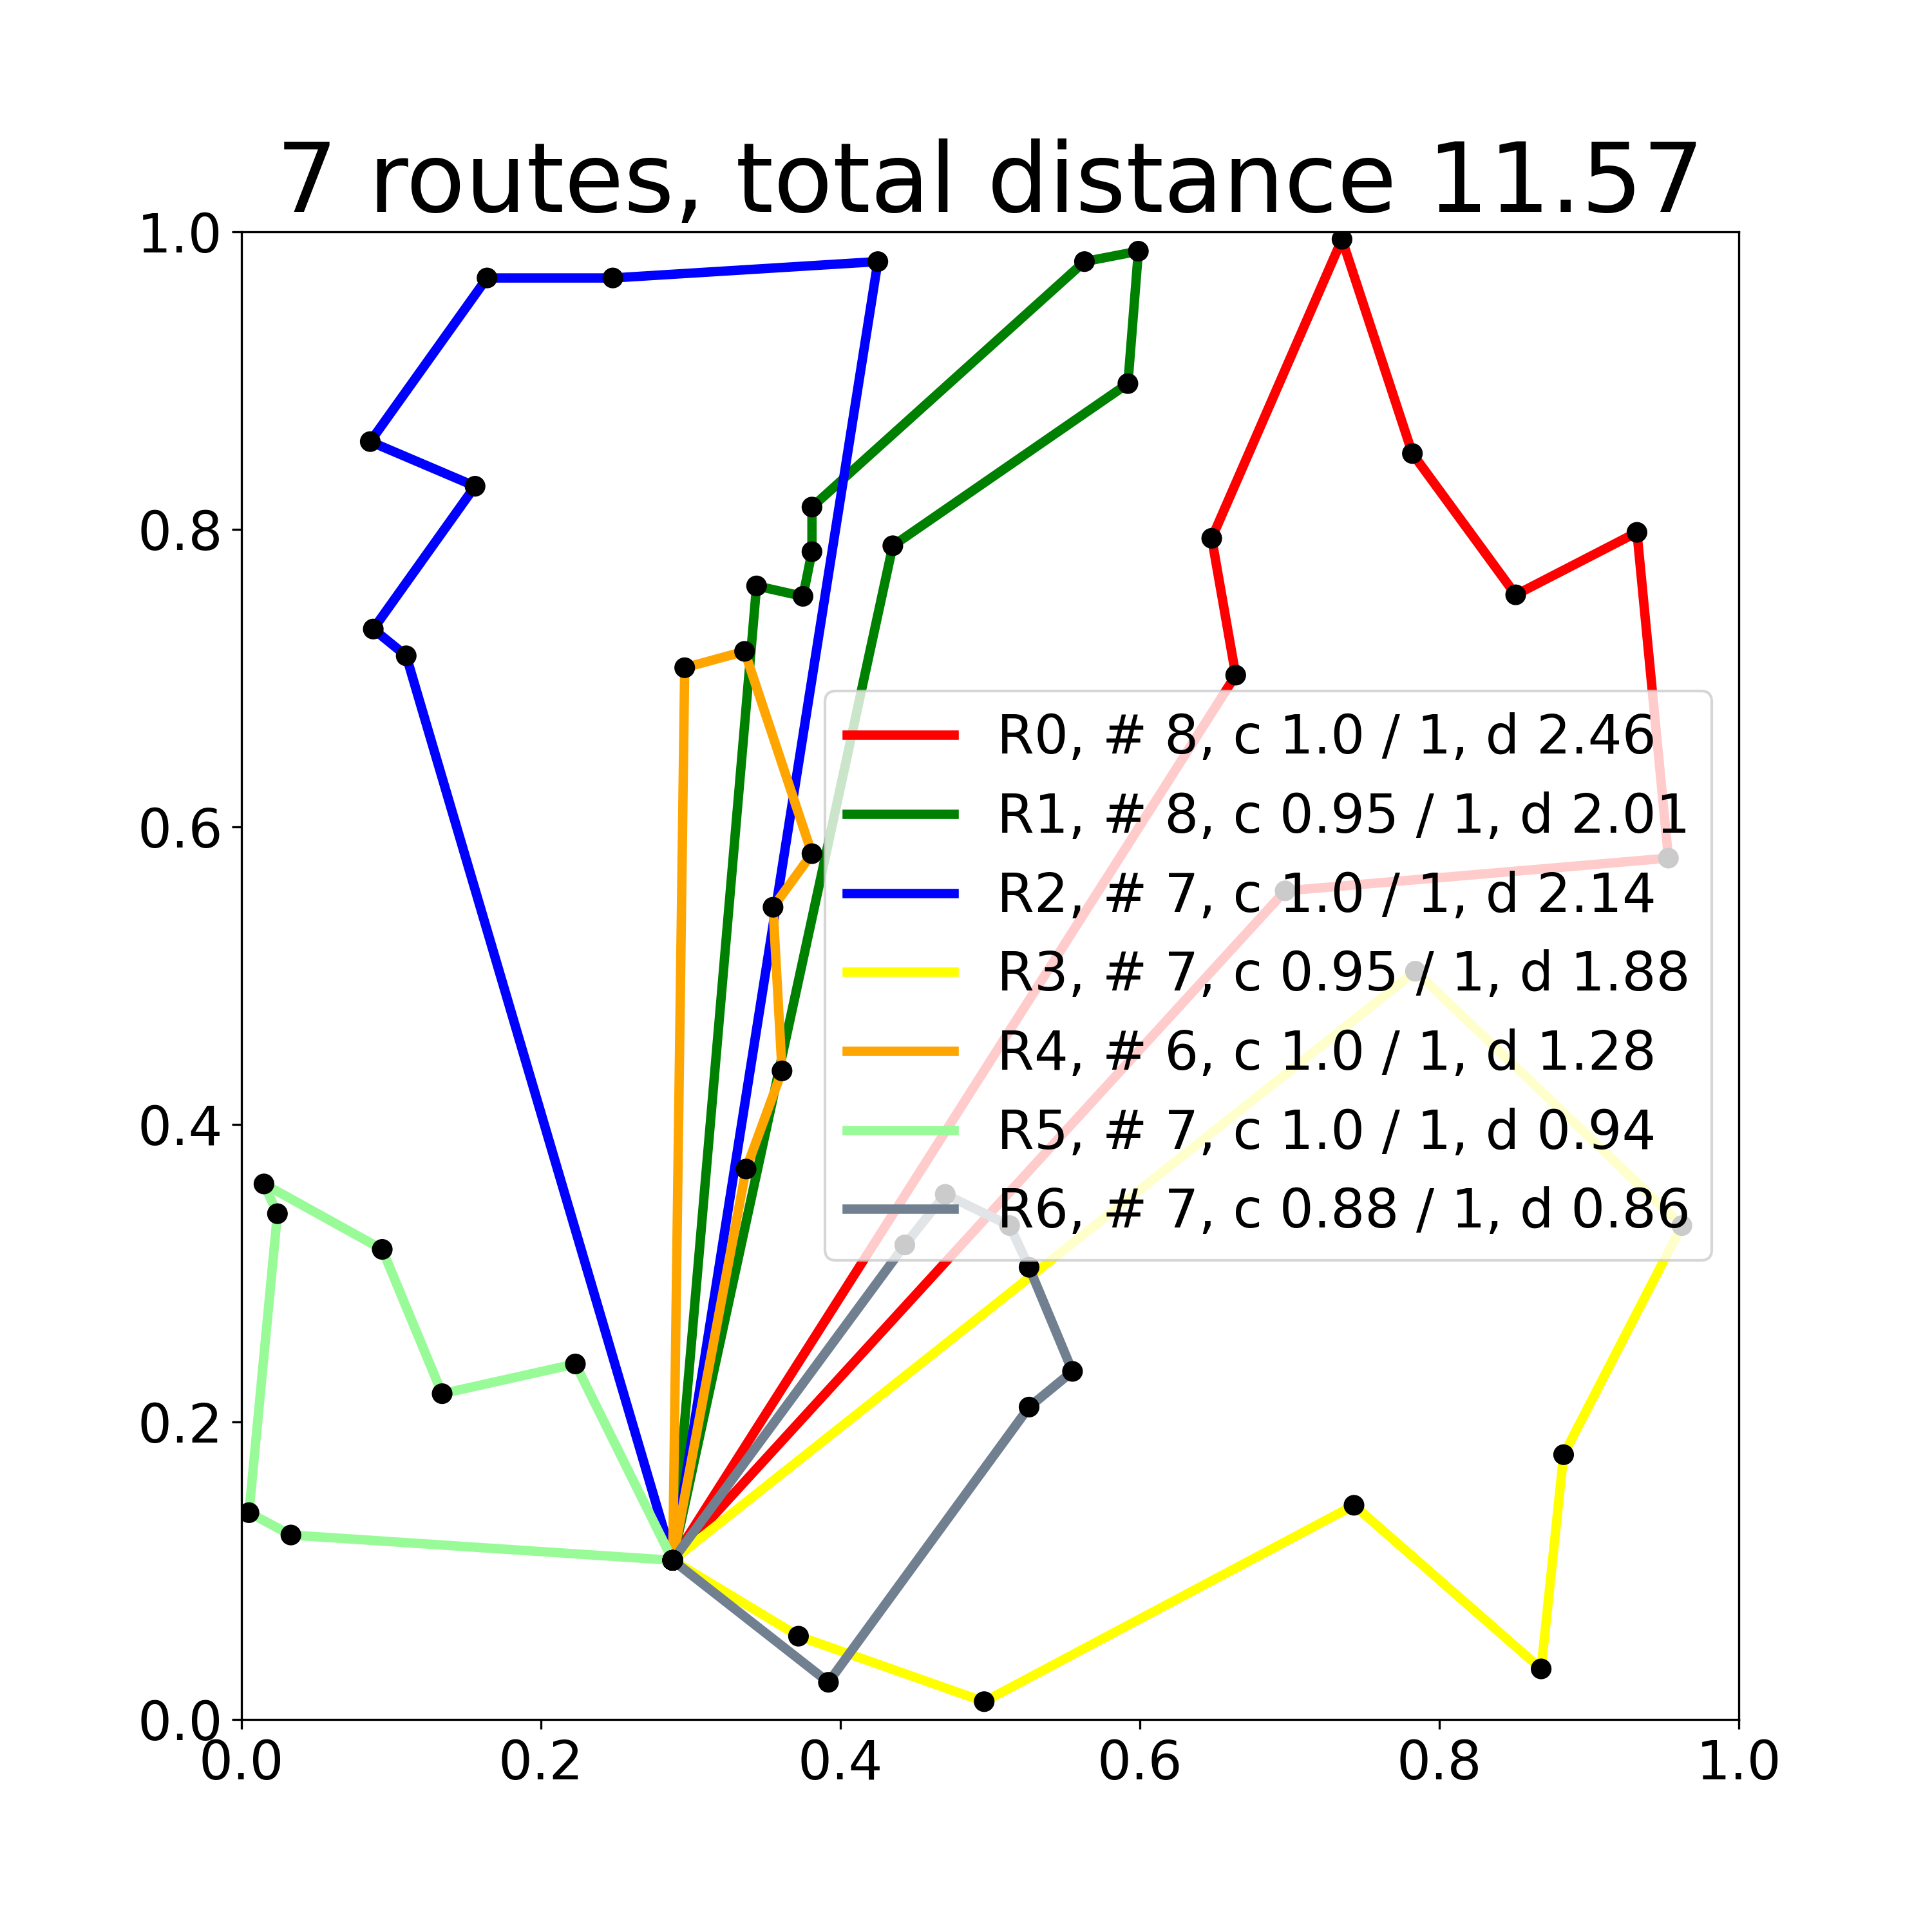 7 routes, total distance 11.57
1.0
0.8
0.6
0.4
0.2
0.0
R0, # 8, c 1.0 / 1, d 2.46
R1, # 8, c 0.95 / 1, d 2.01
R2, # 7, c 1.0 / 1, d 2.14
R3, # 7, c 0.95 / 1, d 1.88
R4, # 6, c 1.0 / 1, d 1.28
R5, # 7, c 1.0 / 1, d 0.94
R6, # 7, c 0.88 / 1, d 0.86
0.0 0.2 0.4 0.6 0.8 1.0